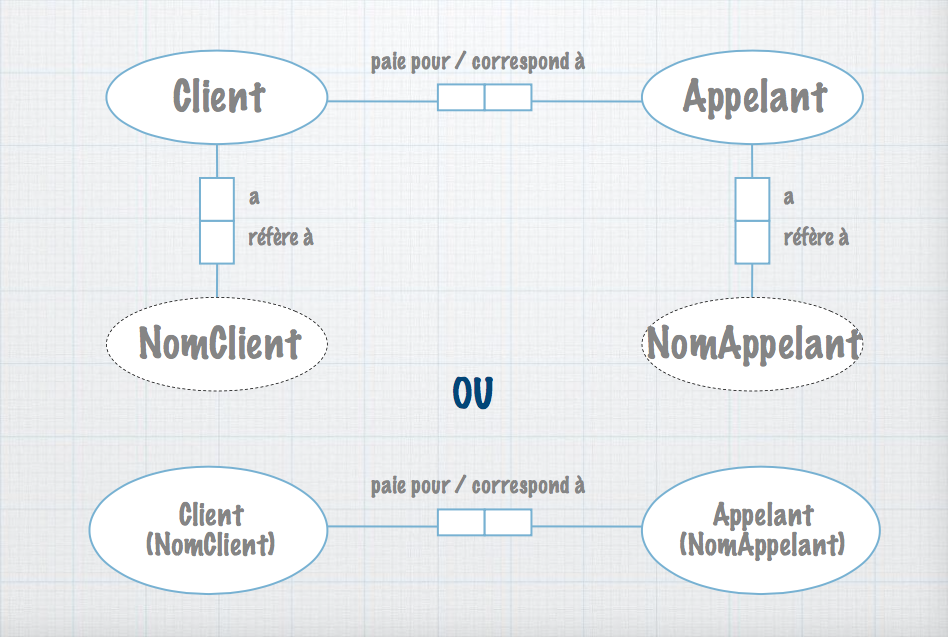 paie pour / correspond à
Client
Appelant
a
réfère à
a
réfère à
NomClient
NomAppelant
OU
paie pour / correspond à
Client
(NomClient)
Appelant
(NomAppelant)